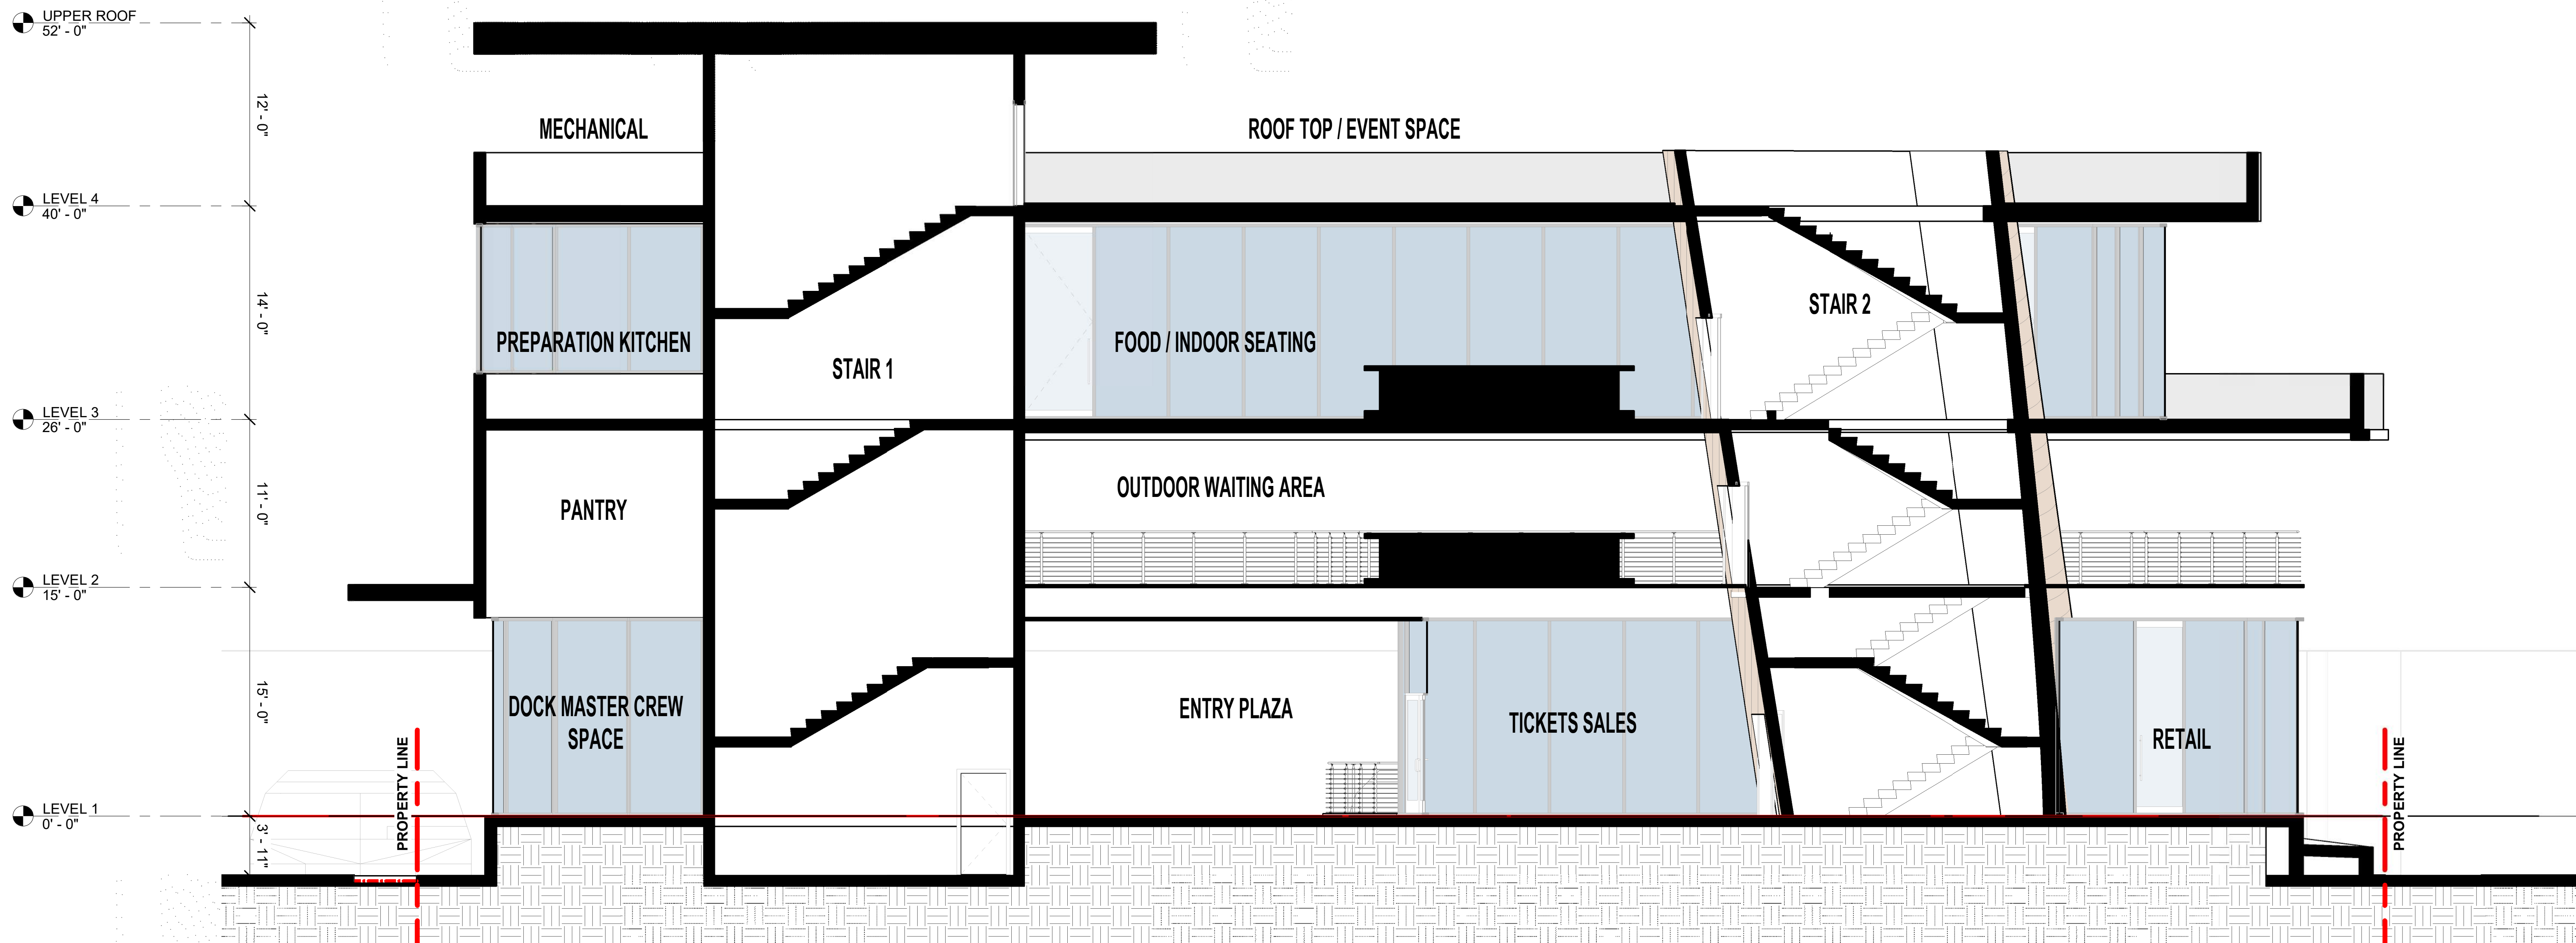 UPPER ROOF
52' - 0"
12' - 0"
MECHANICAL
ROOF TOP / EVENT SPACE
LEVEL 4
40' - 0"
14' - 0"
PREPARATION KITCHEN
STAIR 1
FOOD / INDOOR SEATING
STAIR 2
LEVEL 3
26' - 0"
11' - 0"
PANTRY
OUTDOOR WAITING AREA
LEVEL 2
15' - 0"
15' - 0"
DOCK MASTER CREW
SPACE
ENTRY PLAZA
TICKETS SALES
RETAIL
PROPERTY LINE
PROPERTY LINE
LEVEL 1
0' - 0"
3' - 11"